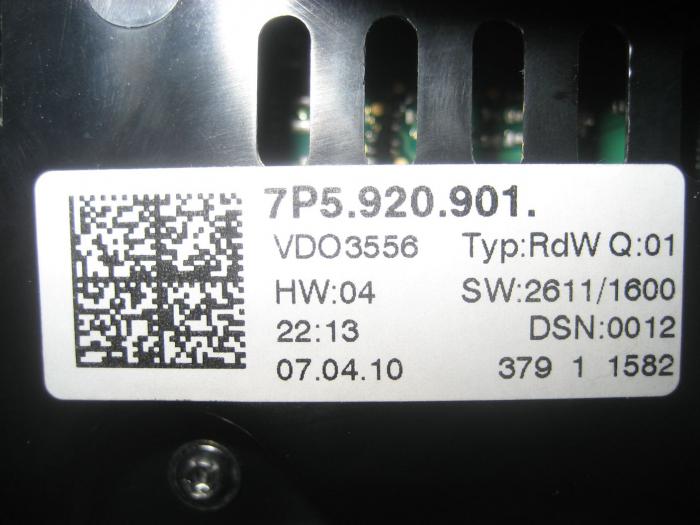 7P5.920.901.
VDO3556 Typ:RdW Q:01
HW:04 SW:2611/1600
22:13 DSN:0012
07.04.10 379 1 1582